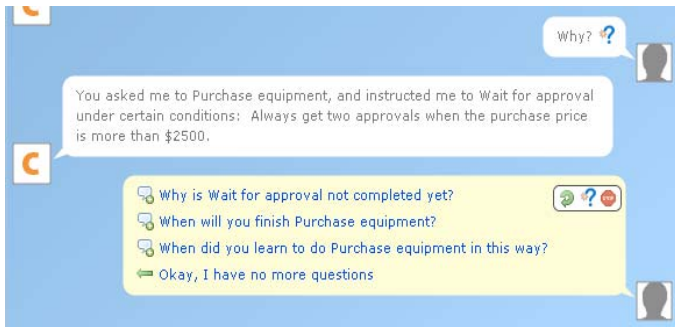 C
Why?
You asked me to Purchase equipment, and instructed me to Wait for approval
under certain conditions:  Always get two approvals when the purchase price
is more than $2500.
C
Why is Wait for approval not completed yet?
When will you finish Purchase equipment?
When did you learn to do Purchase equipment in this way?
Okay, I have no more questions